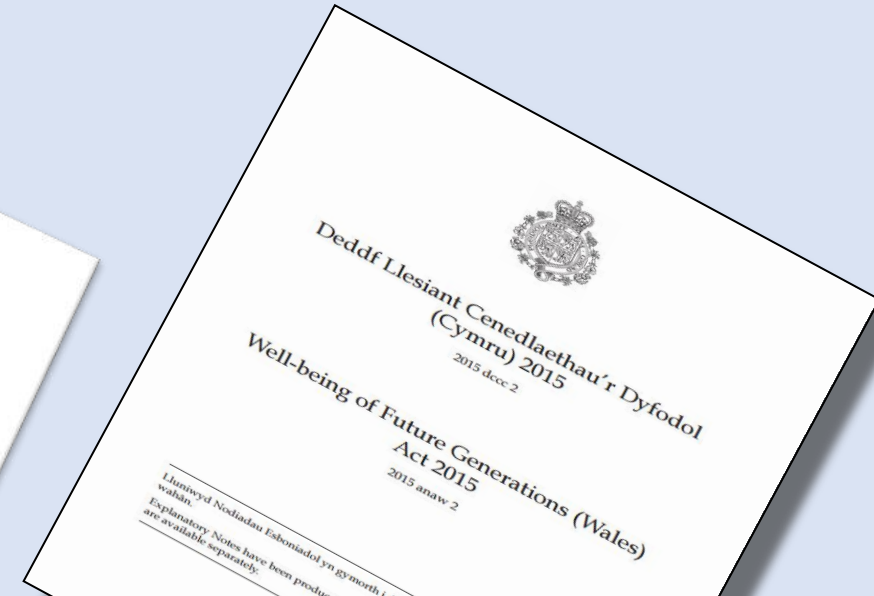 Deddf Llesiant Cenedlaethau'r Dyfodol
(Cymru) 2015
2015 dccc 2
Well-being of Future Generations (Wales)
Act 2015
2015 anaw 2
Lluniwyd Nodiadau Esboniadol yn gymorth
wahân.
Explanatory Notes have been
are available separately.